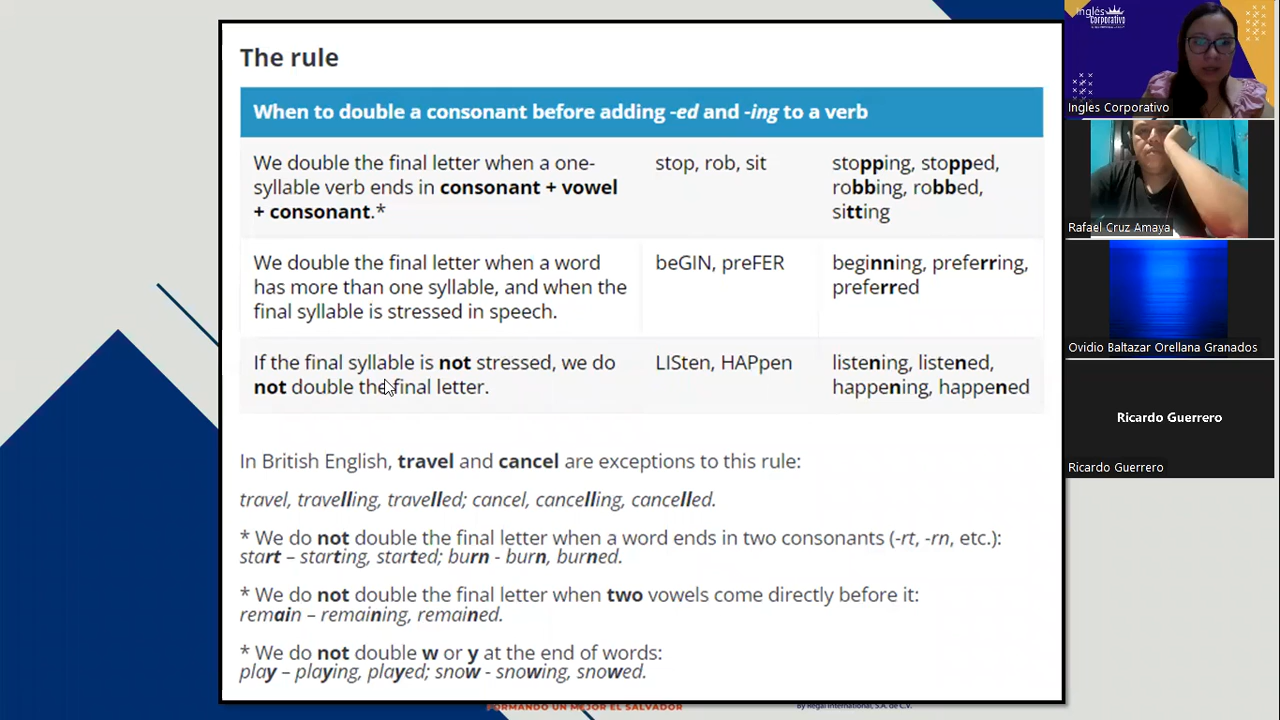 The rule
When to double a consonant before adding -ed and -ing to a verb
We double the final letter when a one-
syllable verb ends in consonant + vowel
+ consonant.*
stop, rob, sit
stopping, stopped,
robbing, robbed,
sitting
We double the final letter when a word
has more than one syllable, and when the
final syllable is stressed in speech.
beGIN, preFER
beginning, preferring,
preferred
If the final syllable is not stressed, we do
not double the final letter.
LISten, HAPpen
listening, listened,
happening, happened
In British English, travel and cancel are exceptions to this rule:
travel, travelling, travelled; cancel, cancelling, cancelled.
* We do not double the final letter when a word ends in two consonants (-rt, -rn, etc.):
start – starting, started; burn - burn, burned.
* We do not double the final letter when two vowels come directly before it:
remain – remaining, remained.
* We do not double w or y at the end of words:
play – playing, played; snow - snowing, snowed.
FORMANDO UN MEJOR EL SALVADOR
By Regal International, S.A. de C.V.
Inglés
Corporativo
Ingles Corporativo
Rafael Cruz Amaya
Ovidio Baltazar Orellana Granados
Ricardo Guerrero
Ricardo Guerrero